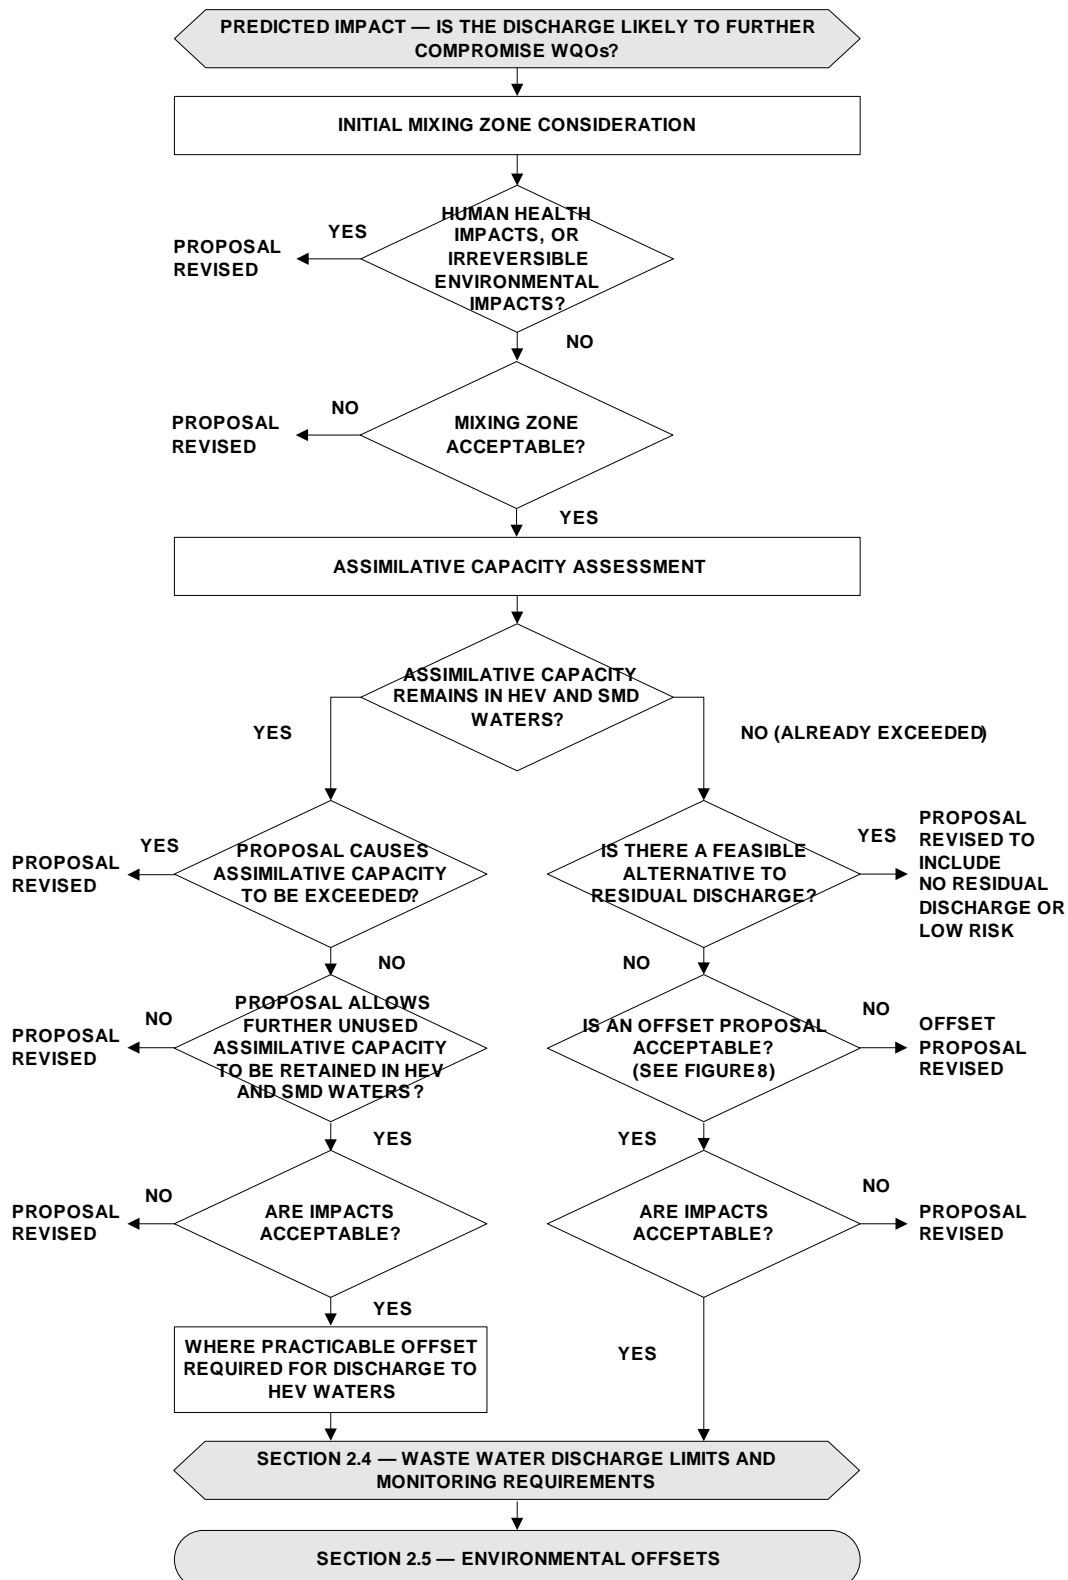 PREDICTED IMPACT — IS THE DISCHARGE LIKELY TO FURTHER
COMPROMISE WQOs?
INITIAL MIXING ZONE CONSIDERATION
HUMAN HEALTH
IMPACTS, OR
IRREVERSIBLE
ENVIRONMENTAL
IMPACTS?
YES
PROPOSAL
REVISED
NO
MIXING ZONE
ACCEPTABLE?
NO
PROPOSAL
REVISED
YES
ASSIMILATIVE CAPACITY ASSESSMENT
ASSIMILATIVE CAPACITY
REMAINS IN HEV AND SMD
WATERS?
YES
NO (ALREADY EXCEEDED)
PROPOSAL CAUSES
ASSIMILATIVE CAPACITY
TO BE EXCEEDED?
YES
PROPOSAL
REVISED
NO
IS THERE A FEASIBLE
ALTERNATIVE TO
RESIDUAL DISCHARGE?
YES
PROPOSAL
REVISED TO
INCLUDE
NO RESIDUAL
DISCHARGE OR
LOW RISK
NO
PROPOSAL ALLOWS
FURTHER UNUSED
ASSIMILATIVE CAPACITY
TO BE RETAINED IN HEV
AND SMD WATERS?
NO
PROPOSAL
REVISED
YES
IS AN OFFSET PROPOSAL
ACCEPTABLE?
(SEE FIGURE 8)
NO
OFFSET
PROPOSAL
REVISED
YES
ARE IMPACTS
ACCEPTABLE?
NO
PROPOSAL
REVISED
YES
ARE IMPACTS
ACCEPTABLE?
NO
PROPOSAL
REVISED
YES
WHERE PRACTICABLE OFFSET
REQUIRED FOR DISCHARGE TO
HEV WATERS
SECTION 2.4 — WASTE WATER DISCHARGE LIMITS AND
MONITORING REQUIREMENTS
SECTION 2.5 — ENVIRONMENTAL OFFSETS